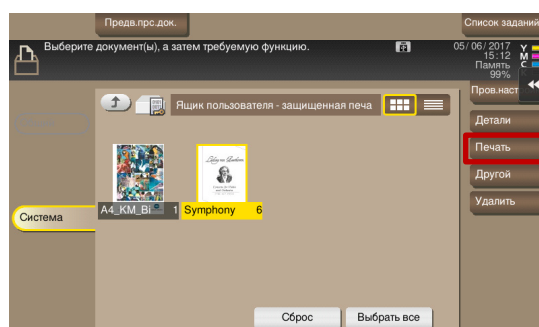 Предв.прс.док.
Список заданий
Выберите документ(ы), а затем требуемую функцию.
05/06/2017
15:12
Память
99%
Y
M
C
Пров.наст
Ящик пользователя - защищенная печа
Детали
Печать
Другой
Удалить
Система
A4_KM_Bi 1
Symphony 6
Сброс
Выбрать все